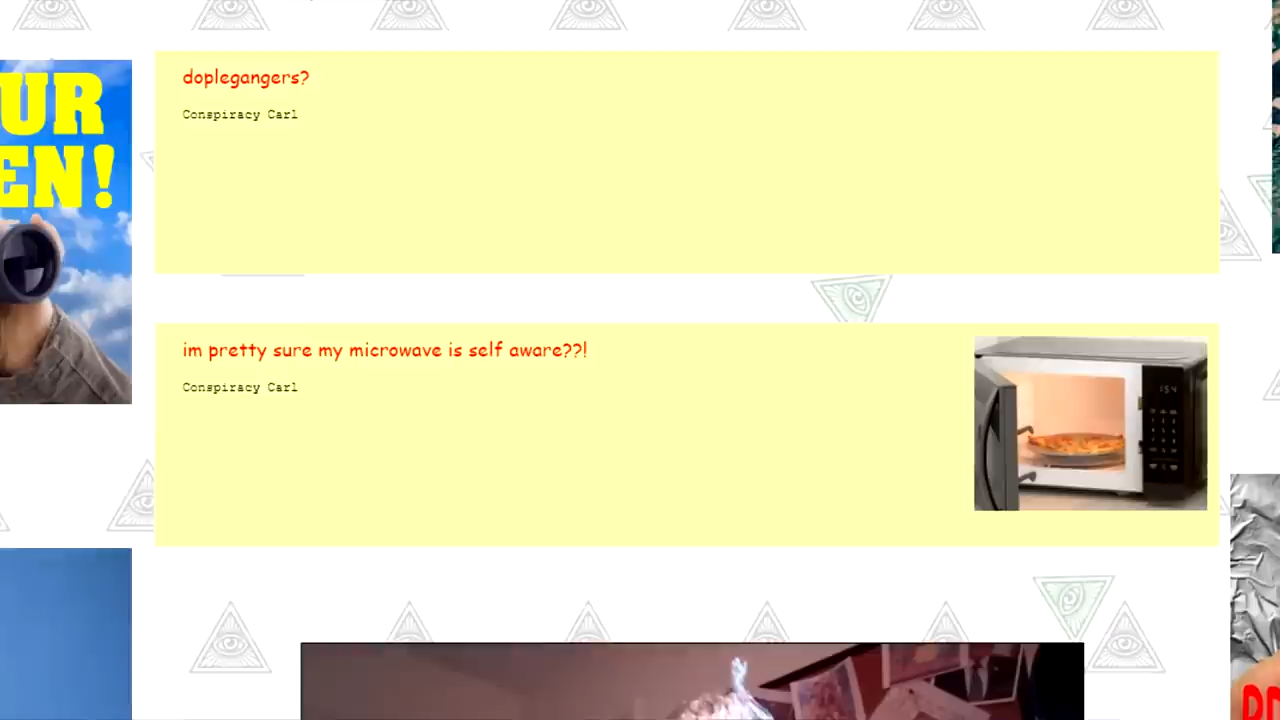 UR
EN!
doplegangers?
Conspiracy Carl
im pretty sure my microwave is self aware??!
Conspiracy Carl